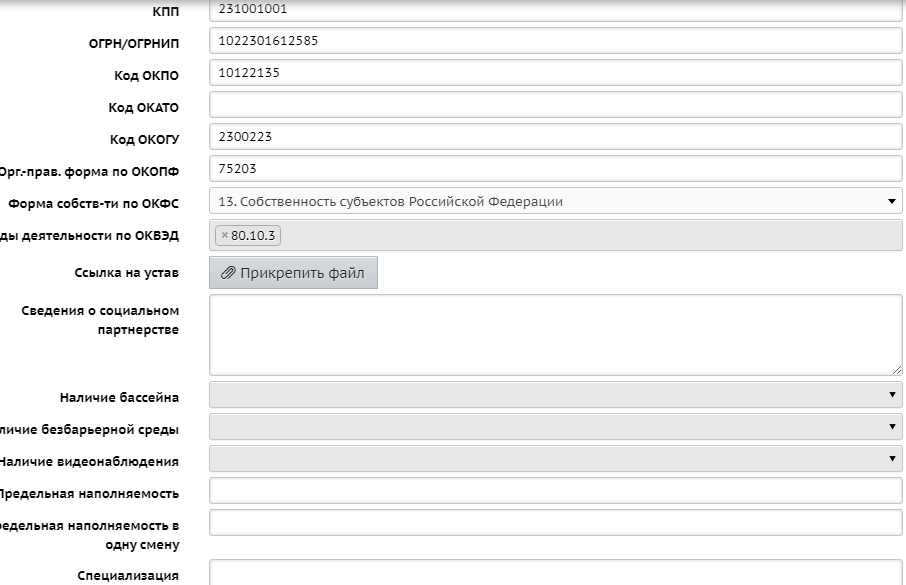 КПП 231001001
ОГРН/ОГРНИП 1022301612585
Код ОКПО 10122135
Код ОКАТО
Код ОКОГУ 2300223
Орг.-прав. форма по ОКОПФ 75203
Форма собств-ти по ОКФС 13. Собственность субъектов Российской Федерации
ды деятельности по ОКВЭД × 80.10.3
Ссылка на устав Прикрепить файл
Сведения о социальном
партнерстве
Наличие бассейна
личие безбарьерной среды
Наличие видеонаблюдения
Предельная наполняемость
редельная наполняемость в
одну смену
Специализация